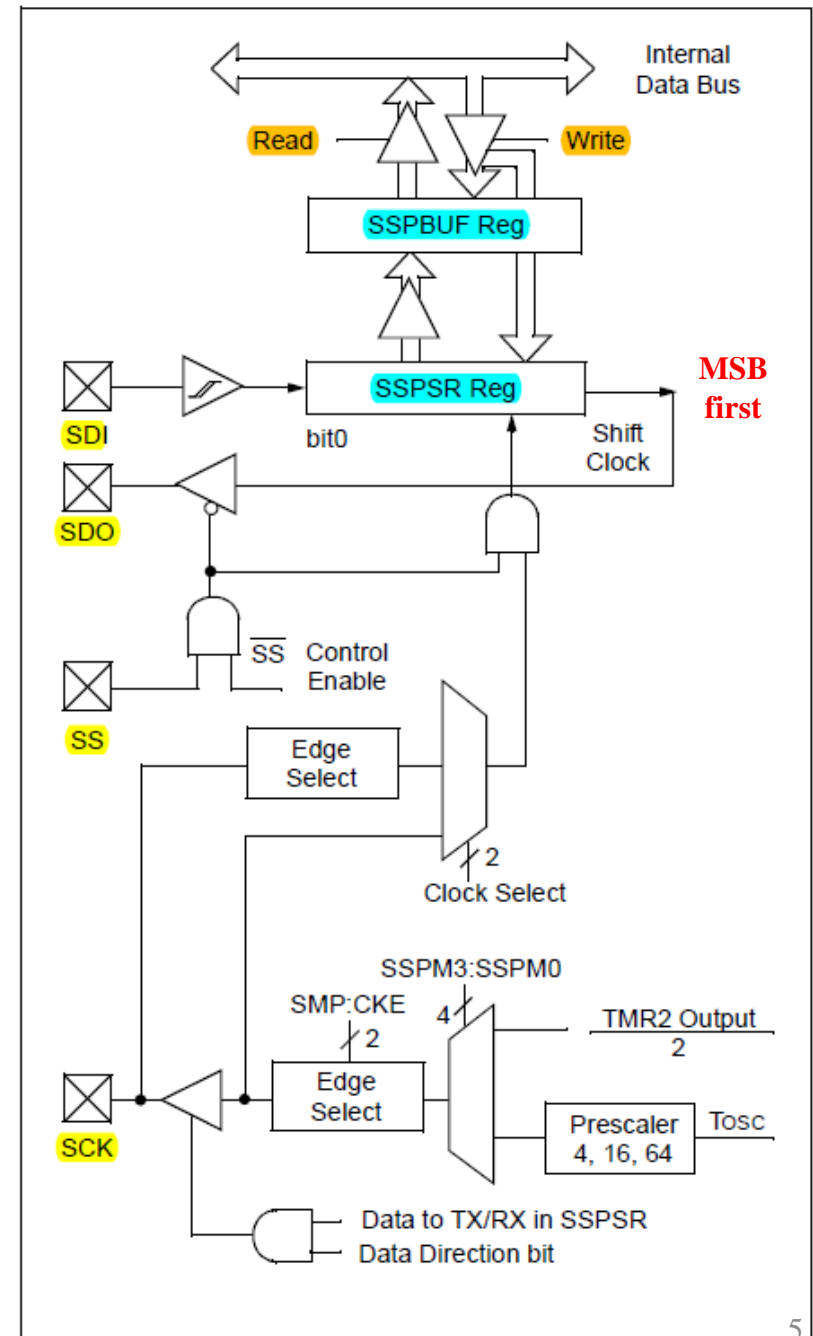 Internal
Data Bus
Read
Write
SSPBUF Reg
SSPSR Reg
MSB
first
SDI
bit0
Shift
Clock
SDO
SS Control
Enable
SS
Edge
Select
2
Clock Select
SSPM3:SSPM0
SMP:CKE
4
TMR2 Output
2
2
Edge
Select
Prescaler
4, 16, 64
TOSC
SCK
Data to TX/RX in SSPSR
Data Direction bit
5